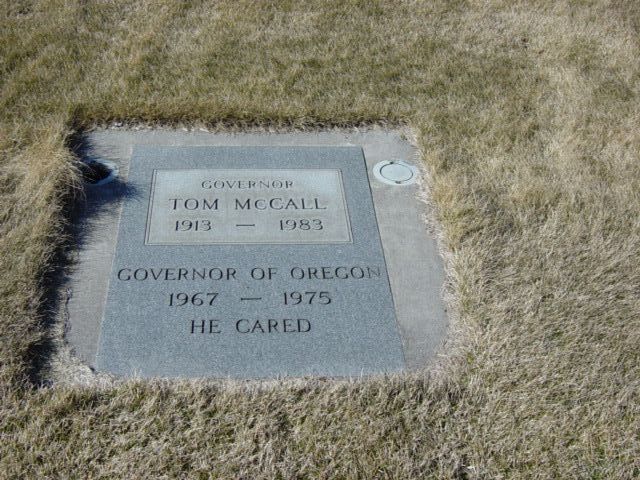 GOVERNOR
TOM McCALL
1913 — 1983
GOVERNOR OF OREGON
1967 — 1975
HE CARED